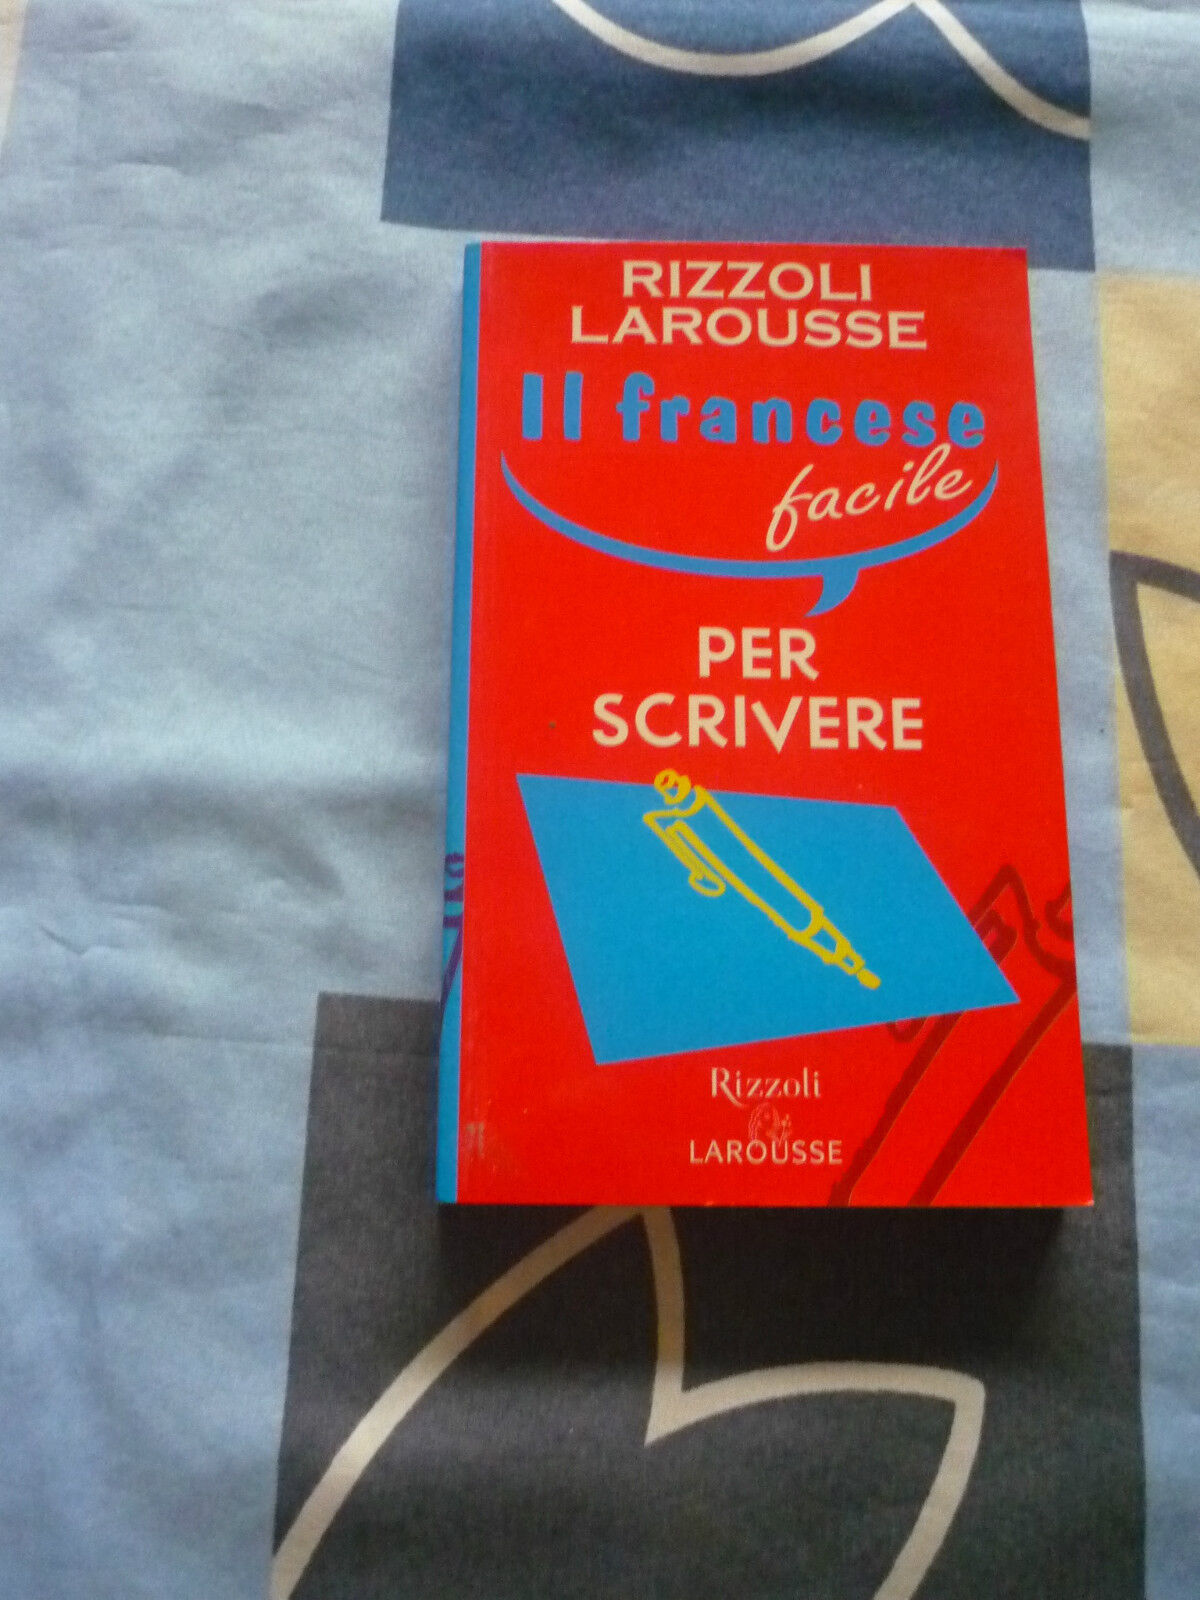 RIZZOLI
LAROUSSE
Il francese
facile
PER
SCRIVERE
Rizzoli
LAROUSSE